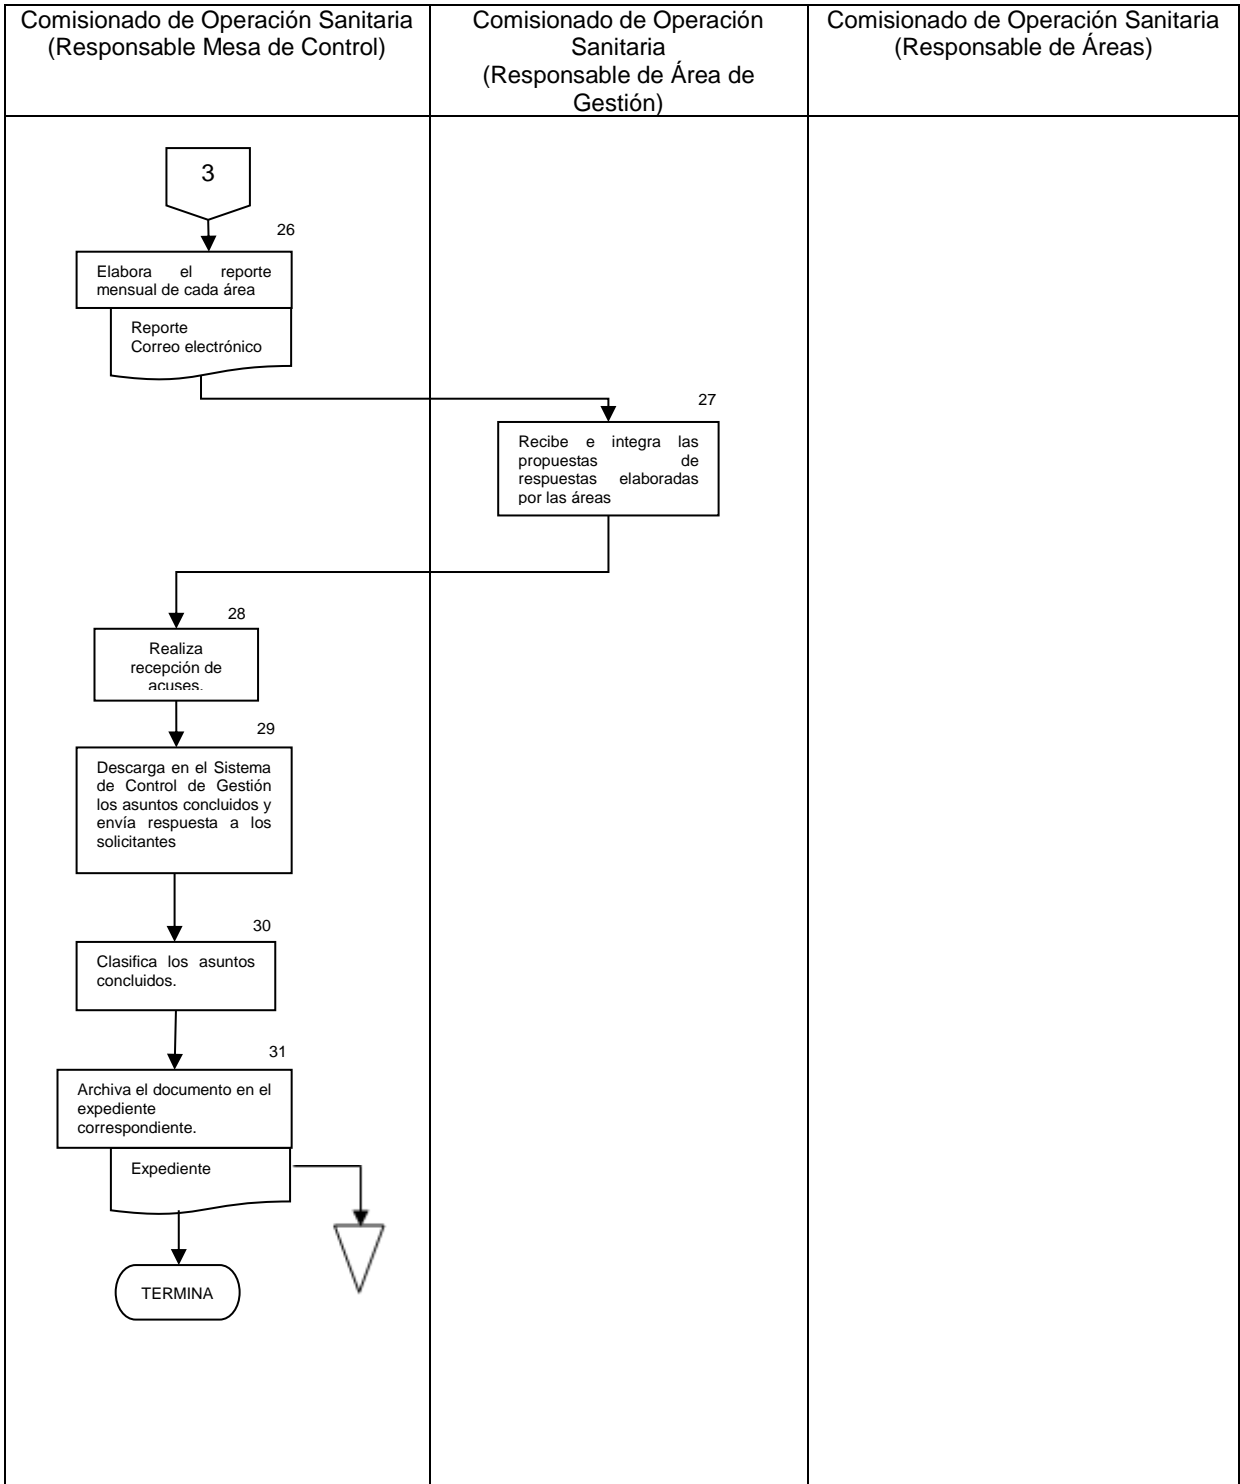 Comisionado de Operación Sanitaria
(Responsable Mesa de Control)
Comisionado de Operación
Sanitaria
(Responsable de Área de
Gestión)
Comisionado de Operación Sanitaria
(Responsable de Áreas)
3
26
Elabora el reporte
mensual de cada área
Reporte
Correo electrónico
27
Recibe e integra las
propuestas de
respuestas elaboradas
por las áreas
28
Realiza
recepción de
acuses.
29
Descarga en el Sistema
de Control de Gestión
los asuntos concluidos y
envía respuesta a los
solicitantes
30
Clasifica los asuntos
concluidos.
31
Archiva el documento en el
expediente
correspondiente.
Expediente
TERMINA